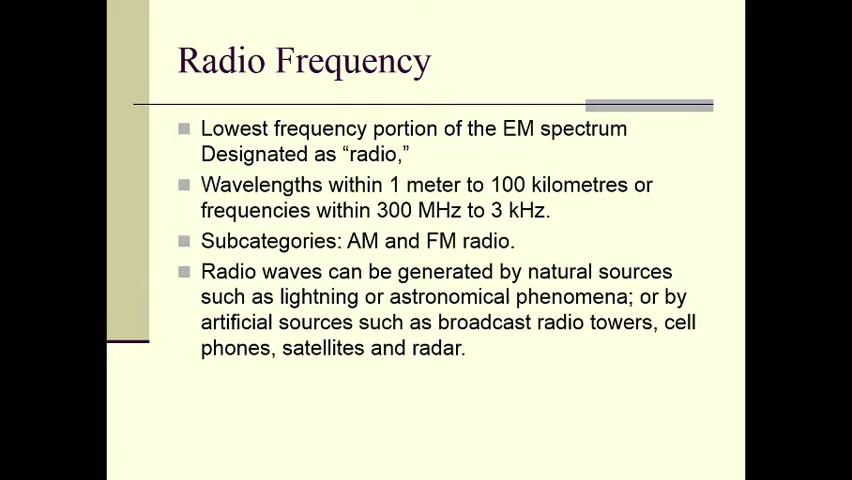 Radio Frequency
Lowest frequency portion of the EM spectrum
Designated as “radio,”
Wavelengths within 1 meter to 100 kilometres or
frequencies within 300 MHz to 3 kHz.
Subcategories: AM and FM radio.
Radio waves can be generated by natural sources
such as lightning or astronomical phenomena; or by
artificial sources such as broadcast radio towers, cell
phones, satellites and radar.